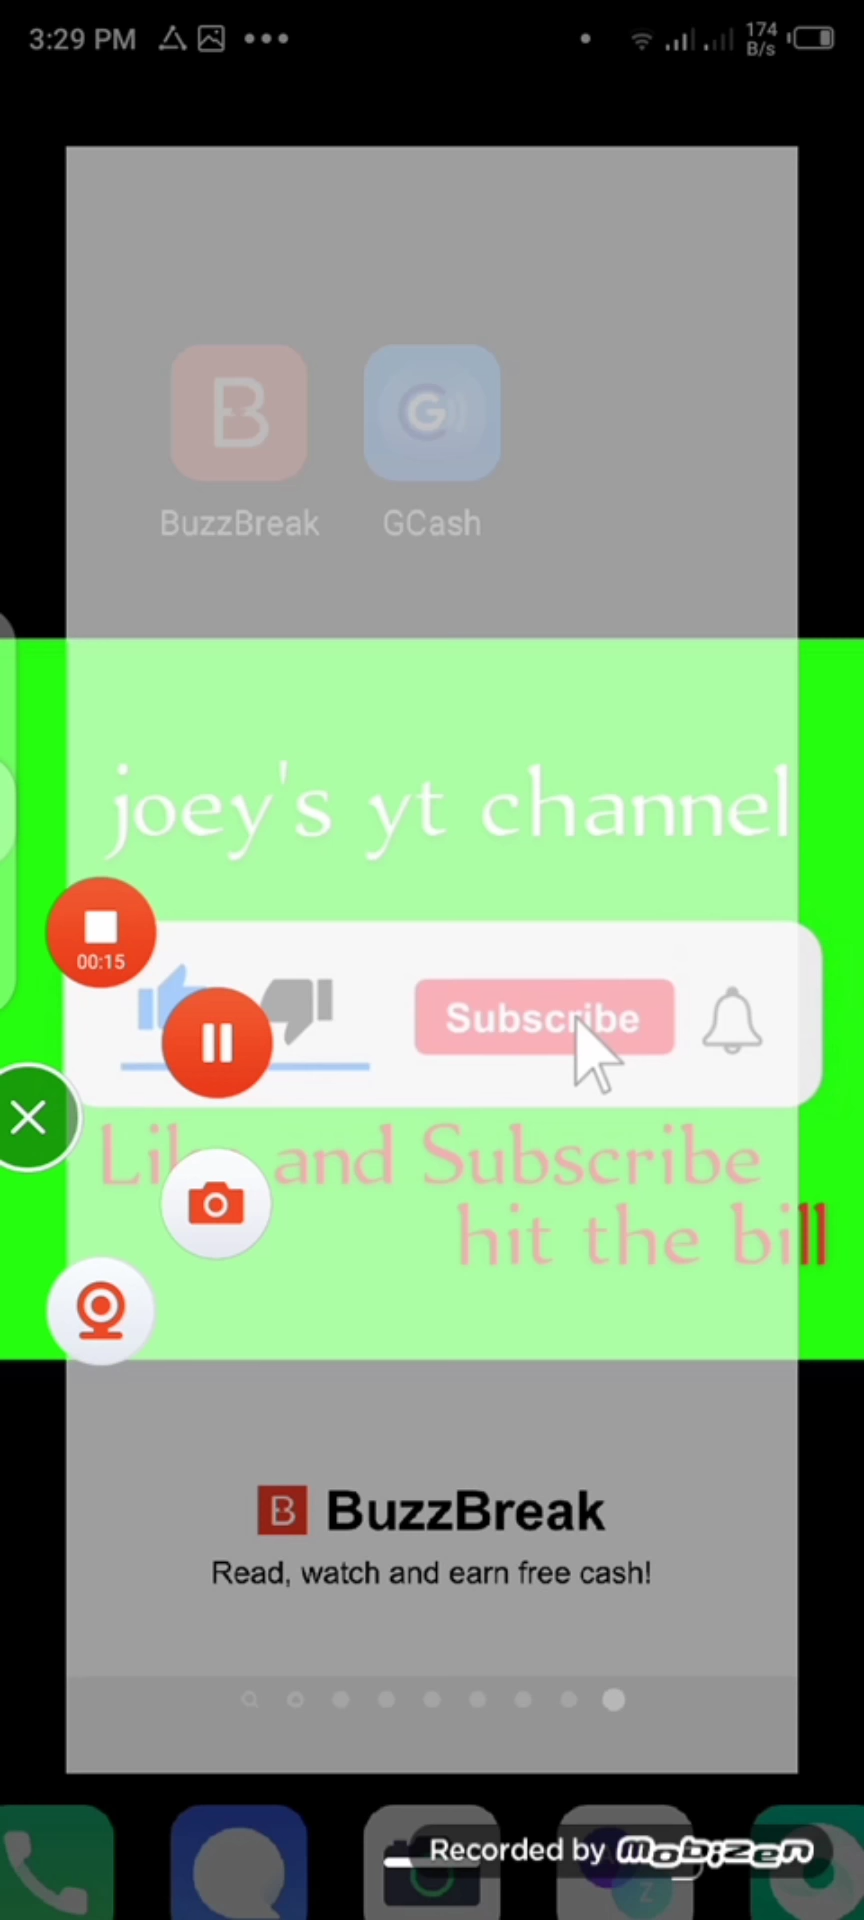 3:29 PM
174
B/s
B
G
BuzzBreak
GCash
joey's yt channel
00:15
Subscribe
and Subscribe
hit the bill
B BuzzBreak
Read, watch and earn free cash!
Recorded by mobizen
Z